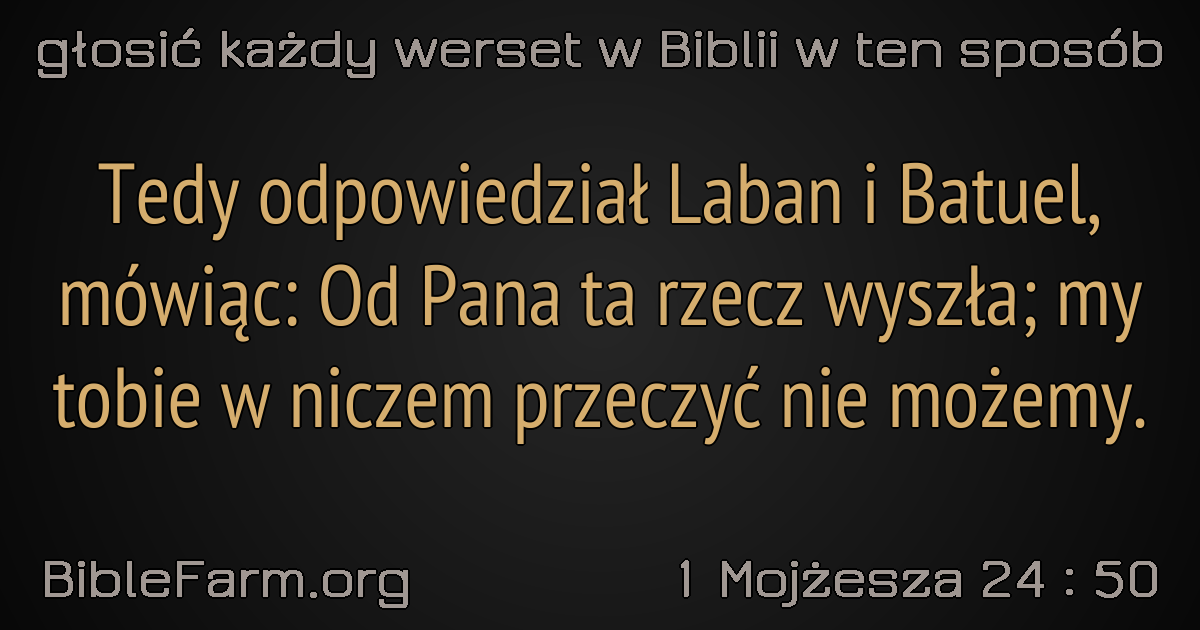 głosić każdy werset w Biblii w ten sposób
Tedy odpowiedział Laban i Batuel,
mówiąc: Od Pana ta rzecz wyszła; my
tobie w niczem przeczyć nie możemy.
BibleFarm.org
1 Mojżesza 24 : 50